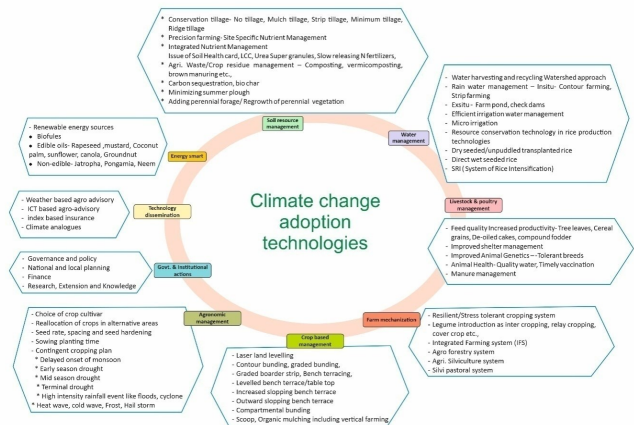 * Conservation tillage- No tillage, Mulch tillage, Strip tillage, Minimum tillage,
Ridge tillage
* Precision farming- Site Specific Nutrient Management
* Integrated Nutrient Management
Issue of Soil Health card, LCC, Urea Super granules, Slow releasing N fertilizers,
* Agri. Waste/Crop residue management – Composting, vermicomposting,
brown manuring etc.,
* Carbon sequestration, bio char
* Minimizing summer plough
* Adding perennial forage/ Regrowth of perennial vegetation
Soil resource
management
- Water harvesting and recycling Watershed approach
- Rain water management – Insitu- Contour farming,
Strip farming
- Exsitu - Farm pond, check dams
- Efficient irrigation water management
- Micro irrigation
- Resource conservation technology in rice production
technologies
- Dry seeded/unpuddled transplanted rice
- Direct wet seeded rice
- SRI ( System of Rice Intensification)
Water
management
- Renewable energy sources
• Biofules
• Edible oils- Rapeseed ,mustard, Coconut
palm, sunflower, canola, Groundnut
• Non-edible- Jatropha, Pongamia, Neem
Energy smart
- Weather based agro advisory
- ICT based agro-advisory
- index based insurance
- Climate analogues
Technology
dissemination
Climate change
adoption
technologies
Livestock & poultry
management
- Feed quality Increased productivity- Tree leaves, Cereal
grains, De-oiled cakes, compound fodder
- Improved shelter management
- Improved Animal Genetics –-Tolerant breeds
- Animal Health- Quality water, Timely vaccination
- Manure management
- Governance and policy
- National and local planning
- Finance
- Research, Extension and Knowledge
Govt. & Institutional
actions
- Choice of crop cultivar
- Reallocation of crops in alternative areas
- Seed rate, spacing and seed hardening
- Sowing planting time
- Contingent cropping plan
* Delayed onset of monsoon
* Early season drought
* Mid season drought
* Terminal drought
* High intensity rainfall event like floods, cyclone
* Heat wave, cold wave, Frost, Hail storm
Agronomic
management
Crop based
management
- Laser land levelling
- Contour bunding, graded bunding,
- Graded boarder strip, Bench terracing,
- Levelled bench terrace/table top
- Increased slopping bench terrace
- Outward slopping bench terrace
- Compartmental bunding
- Scoop, Organic mulching including vertical farming
Farm mechanization
- Resilient/Stress tolerant cropping system
- Legume introduction as inter cropping, relay cropping,
cover crop etc.,
- Integrated Farming system (IFS)
- Agro forestry system
- Agri. Silviculture system
- Silvi pastoral system